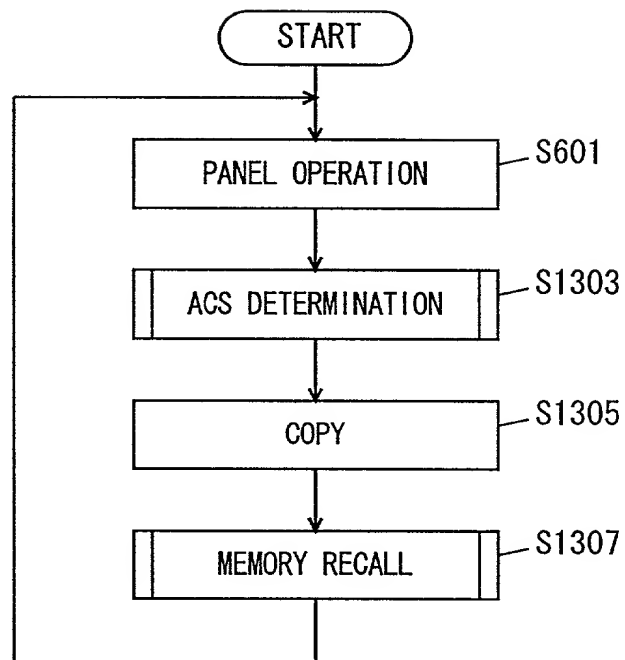 START
PANEL OPERATION
S601
ACS DETERMINATION
S1303
COPY
S1305
MEMORY RECALL
S1307